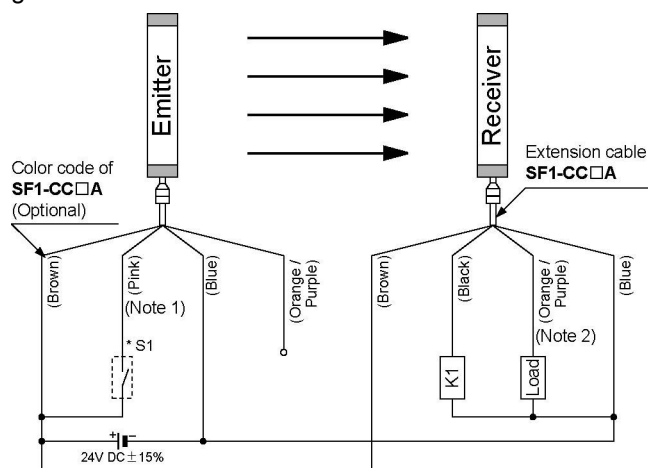 Emitter
Receiver
Color code of
SF1-CC□A
(Optional)
Extension cable
SF1-CC□A
(Brown)
(Pink)
(Blue)
(Orange /
Purple)
(Brown)
(Black)
(Orange /
Purple)
(Blue)
(Note 1)
(Note 2)
* S1
K1
Load
+ −
24V DC ± 15%